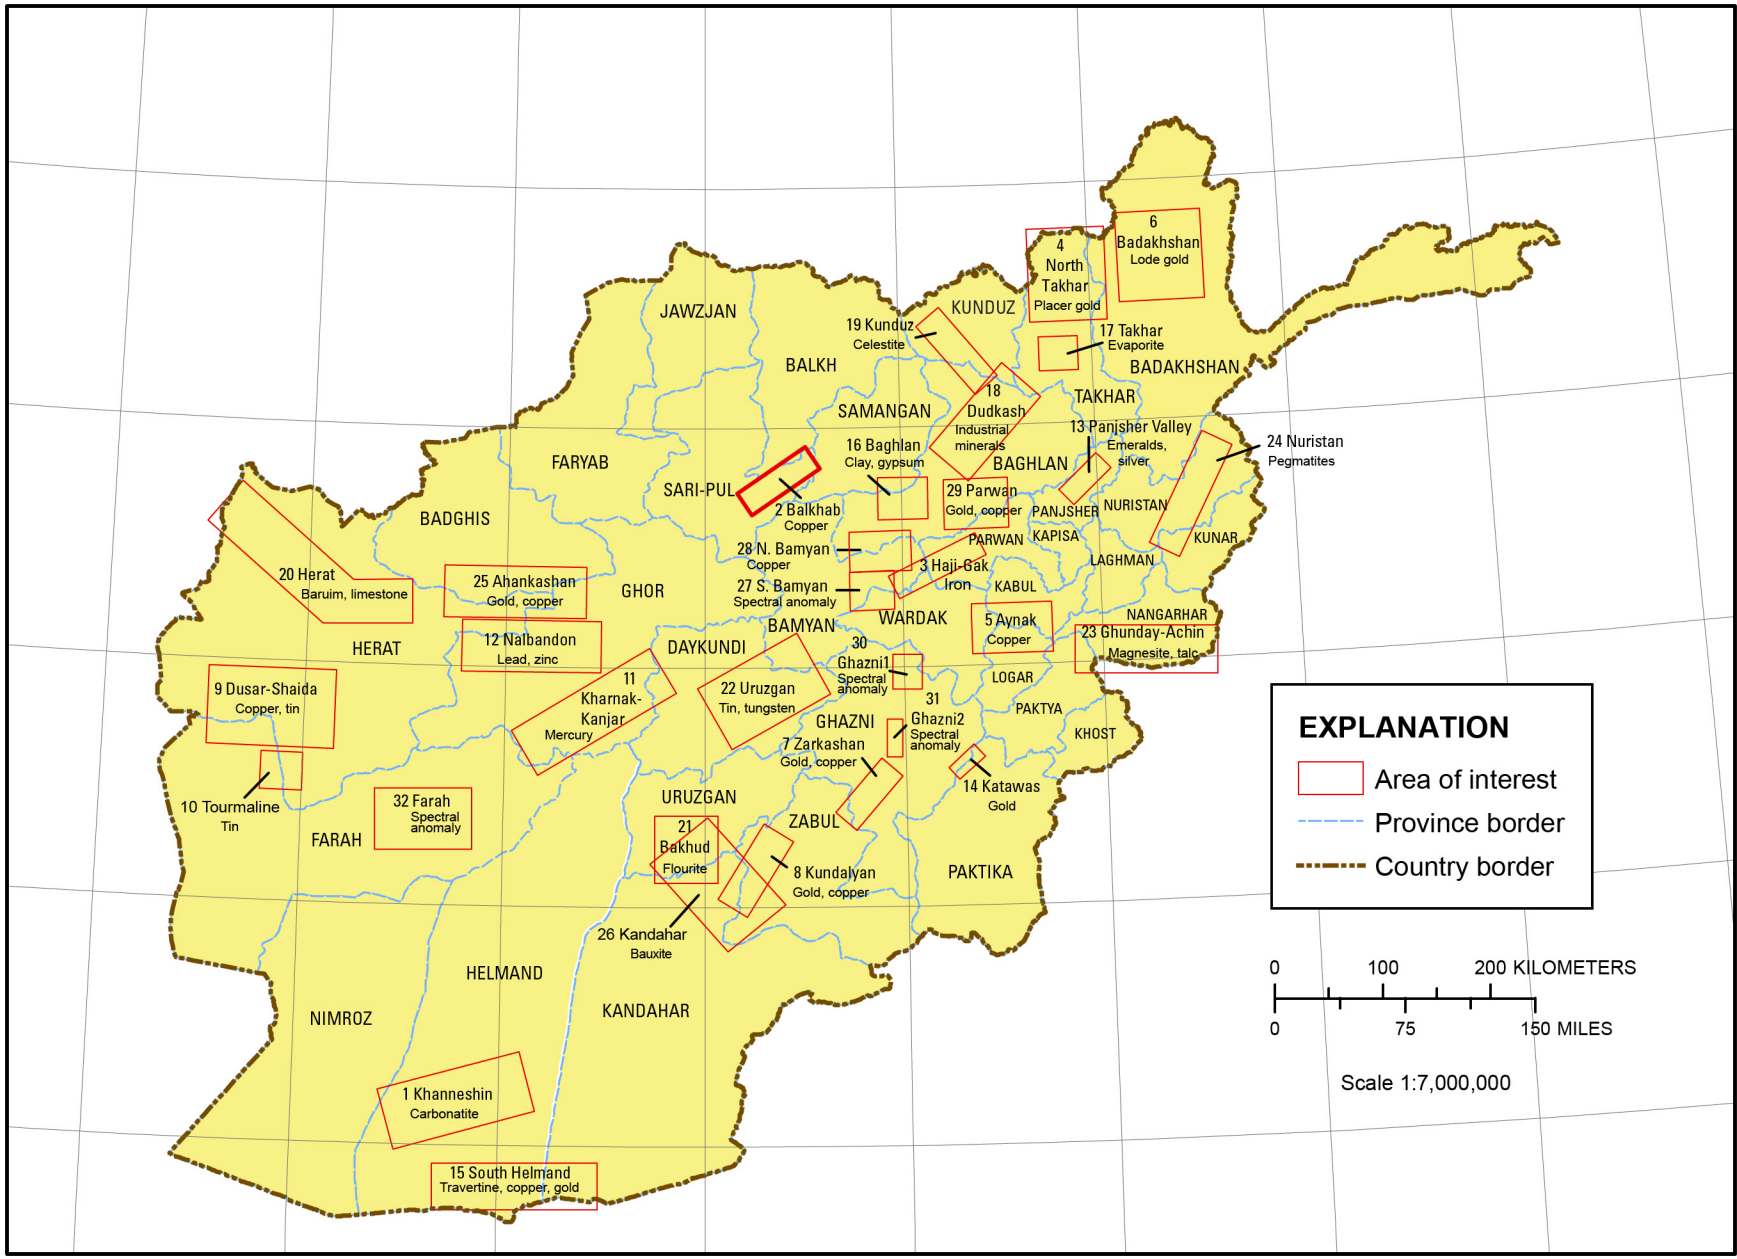 6
Badakhshan
Lode gold
4
North
Takhar
Placer gold
JAWZJAN
KUNDUZ
19 Kunduz
Celestite
17 Takhar
Evaporite
BALKH
BADAKHSHAN
18
Dudkash
Industrial
minerals
TAKHAR
SAMANGAN
13 Panjsher Valley
Emeralds,
silver
16 Baghlan
Clay, gypsum
24 Nuristan
Pegmatites
FARYAB
BAGHLAN
SARI-PUL
29 Parwan
Gold, copper
2 Balkhab
Copper
PANJSHER
NURISTAN
BADGHIS
PARWAN
KAPISA
KUNAR
28 N. Bamyan
Copper
LAGHMAN
3 Haji-Gak
Iron
20 Herat
Baruim, limestone
25 Ahankashan
Gold, copper
GHOR
27 S. Bamyan
Spectral anomaly
KABUL
BAMYAN
WARDAK
5 Aynak
Copper
NANGARHAR
23 Ghunday-Achin
Magnesite, talc
HERAT
12 Nalbandon
Lead, zinc
DAYKUNDI
30
Ghazni1
Spectral
anomaly
LOGAR
9 Dusar-Shaida
Copper, tin
11
Kharnak-
Kanjar
Mercury
22 Uruzgan
Tin, tungsten
31
Ghazni2
Spectral
anomaly
PAKTYA
GHAZNI
KHOST
7 Zarkashan
Gold, copper
14 Katawas
Gold
10 Tourmaline
Tin
32 Farah
Spectral
anomaly
URUZGAN
FARAH
21
Bakhud
Flourite
ZABUL
8 Kundalyan
Gold, copper
PAKTIKA
26 Kandahar
Bauxite
HELMAND
NIMROZ
KANDAHAR
1 Khanneshin
Carbonatite
15 South Helmand
Travertine, copper, gold
EXPLANATION
Area of interest
Province border
Country border
0 100 200 KILOMETERS
0 75 150 MILES
Scale 1:7,000,000